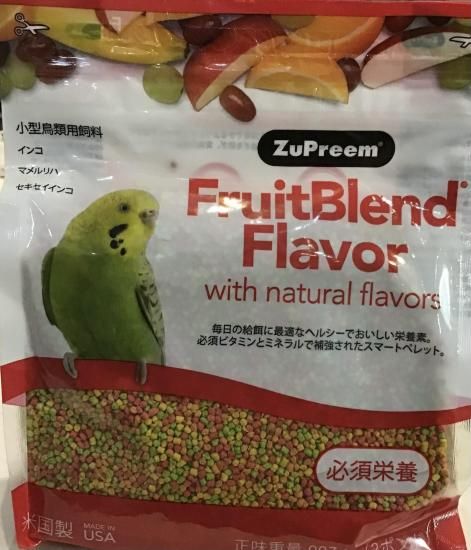 小型鳥類用飼料
インコ
マメルリハ
セキセイインコ
ZuPreem®
FruitBlend®
Flavor
with natural flavors
毎日の給餌に最適なヘルシーでおいしい栄養素。
必須ビタミンとミネラルで補強されたスマートペレット。
必須栄養
米国製 MADE IN USA
正味重量